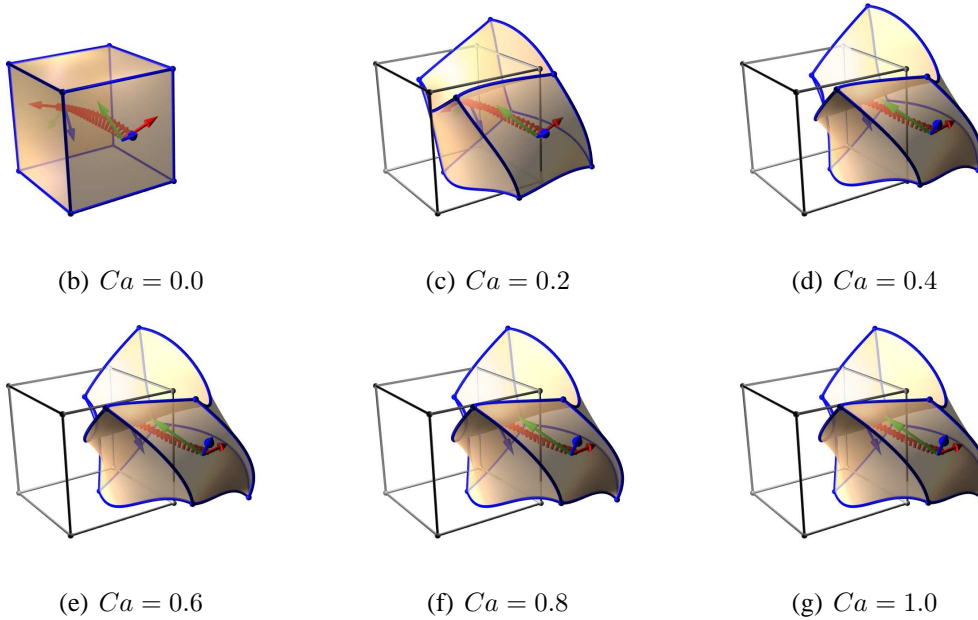 (b) Ca = 0.0
(c) Ca = 0.2
(d) Ca = 0.4
(e) Ca = 0.6
(f) Ca = 0.8
(g) Ca = 1.0